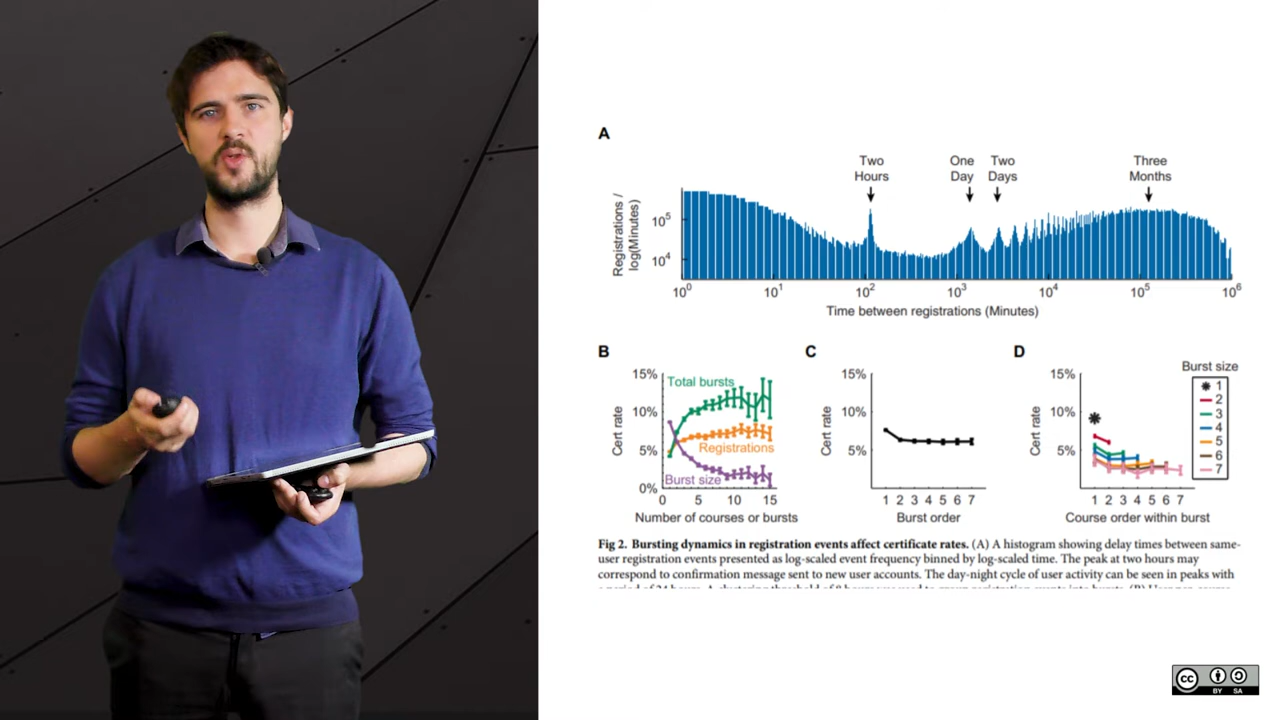 A
Two
Hours
One
Day
Two
Days
Three
Months
Registrations /
log(Minutes)
10⁵
10⁴
10⁰ 10¹ 10² 10³ 10⁴ 10⁵ 10⁶
Time between registrations (Minutes)
B
15%
10%
5%
0%
Cert rate
Total bursts
Registrations
Burst size
0 5 10 15
Number of courses or bursts
C
15%
10%
5%
Cert rate
1 2 3 4 5 6 7
Burst order
D
15%
10%
5%
Cert rate
1 2 3 4 5 6 7
Course order within burst
Burst size
1
2
3
4
5
6
7
Fig 2. Bursting dynamics in registration events affect certificate rates. (A) A histogram showing delay times between same-
user registration events presented as log-scaled event frequency binned by log-scaled time. The peak at two hours may
correspond to confirmation message sent to new user accounts. The day-night cycle of user activity can be seen in peaks with
cc
BY SA